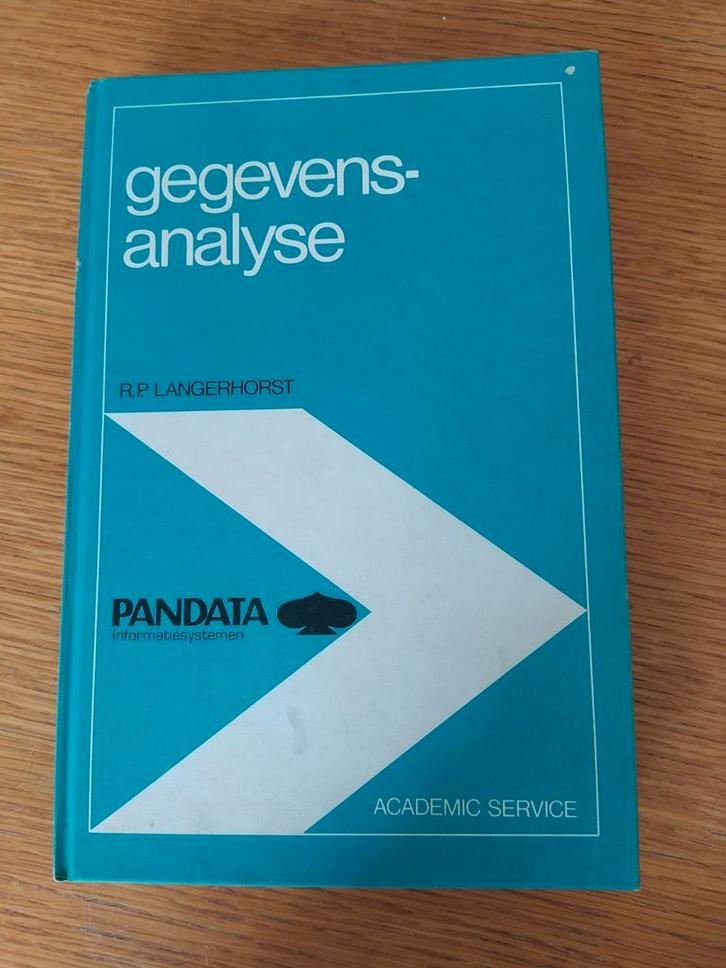 gegevens-
analyse
R.P. LANGERHORST
PANDATA
Informatiesystemen
ACADEMIC SERVICE